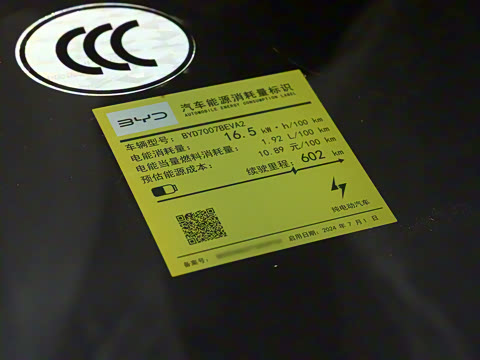 CCC
BYD
汽车能源消耗量标识
AUTOMOBILE ENERGY CONSUMPTION LABEL
车辆型号: BYD7007BEVA2
电能消耗量: 16.5 kW·h/100 km
电能当量燃料消耗量: 1.92 L/100 km
预估能源成本: 10.89 元/100 km
续驶里程: 602 km
纯电动汽车
备案号:
启用日期: 2024 年 7 月 1 日